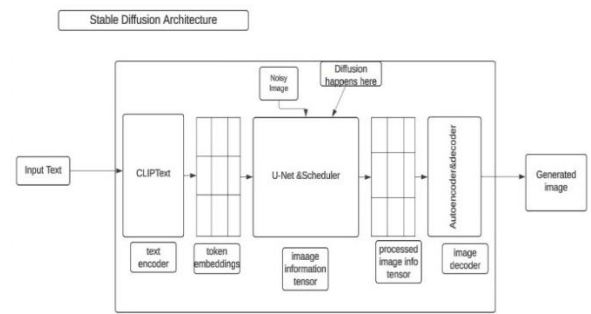 Stable Diffusion Architecture
Noisy
Image
Diffusion
happens here
Input Text
CLIPText
U-Net &Scheduler
Autoencoder&decoder
Generated
image
text
encoder
token
embeddings
imaage
information
tensor
processed
image info
tensor
image
decoder